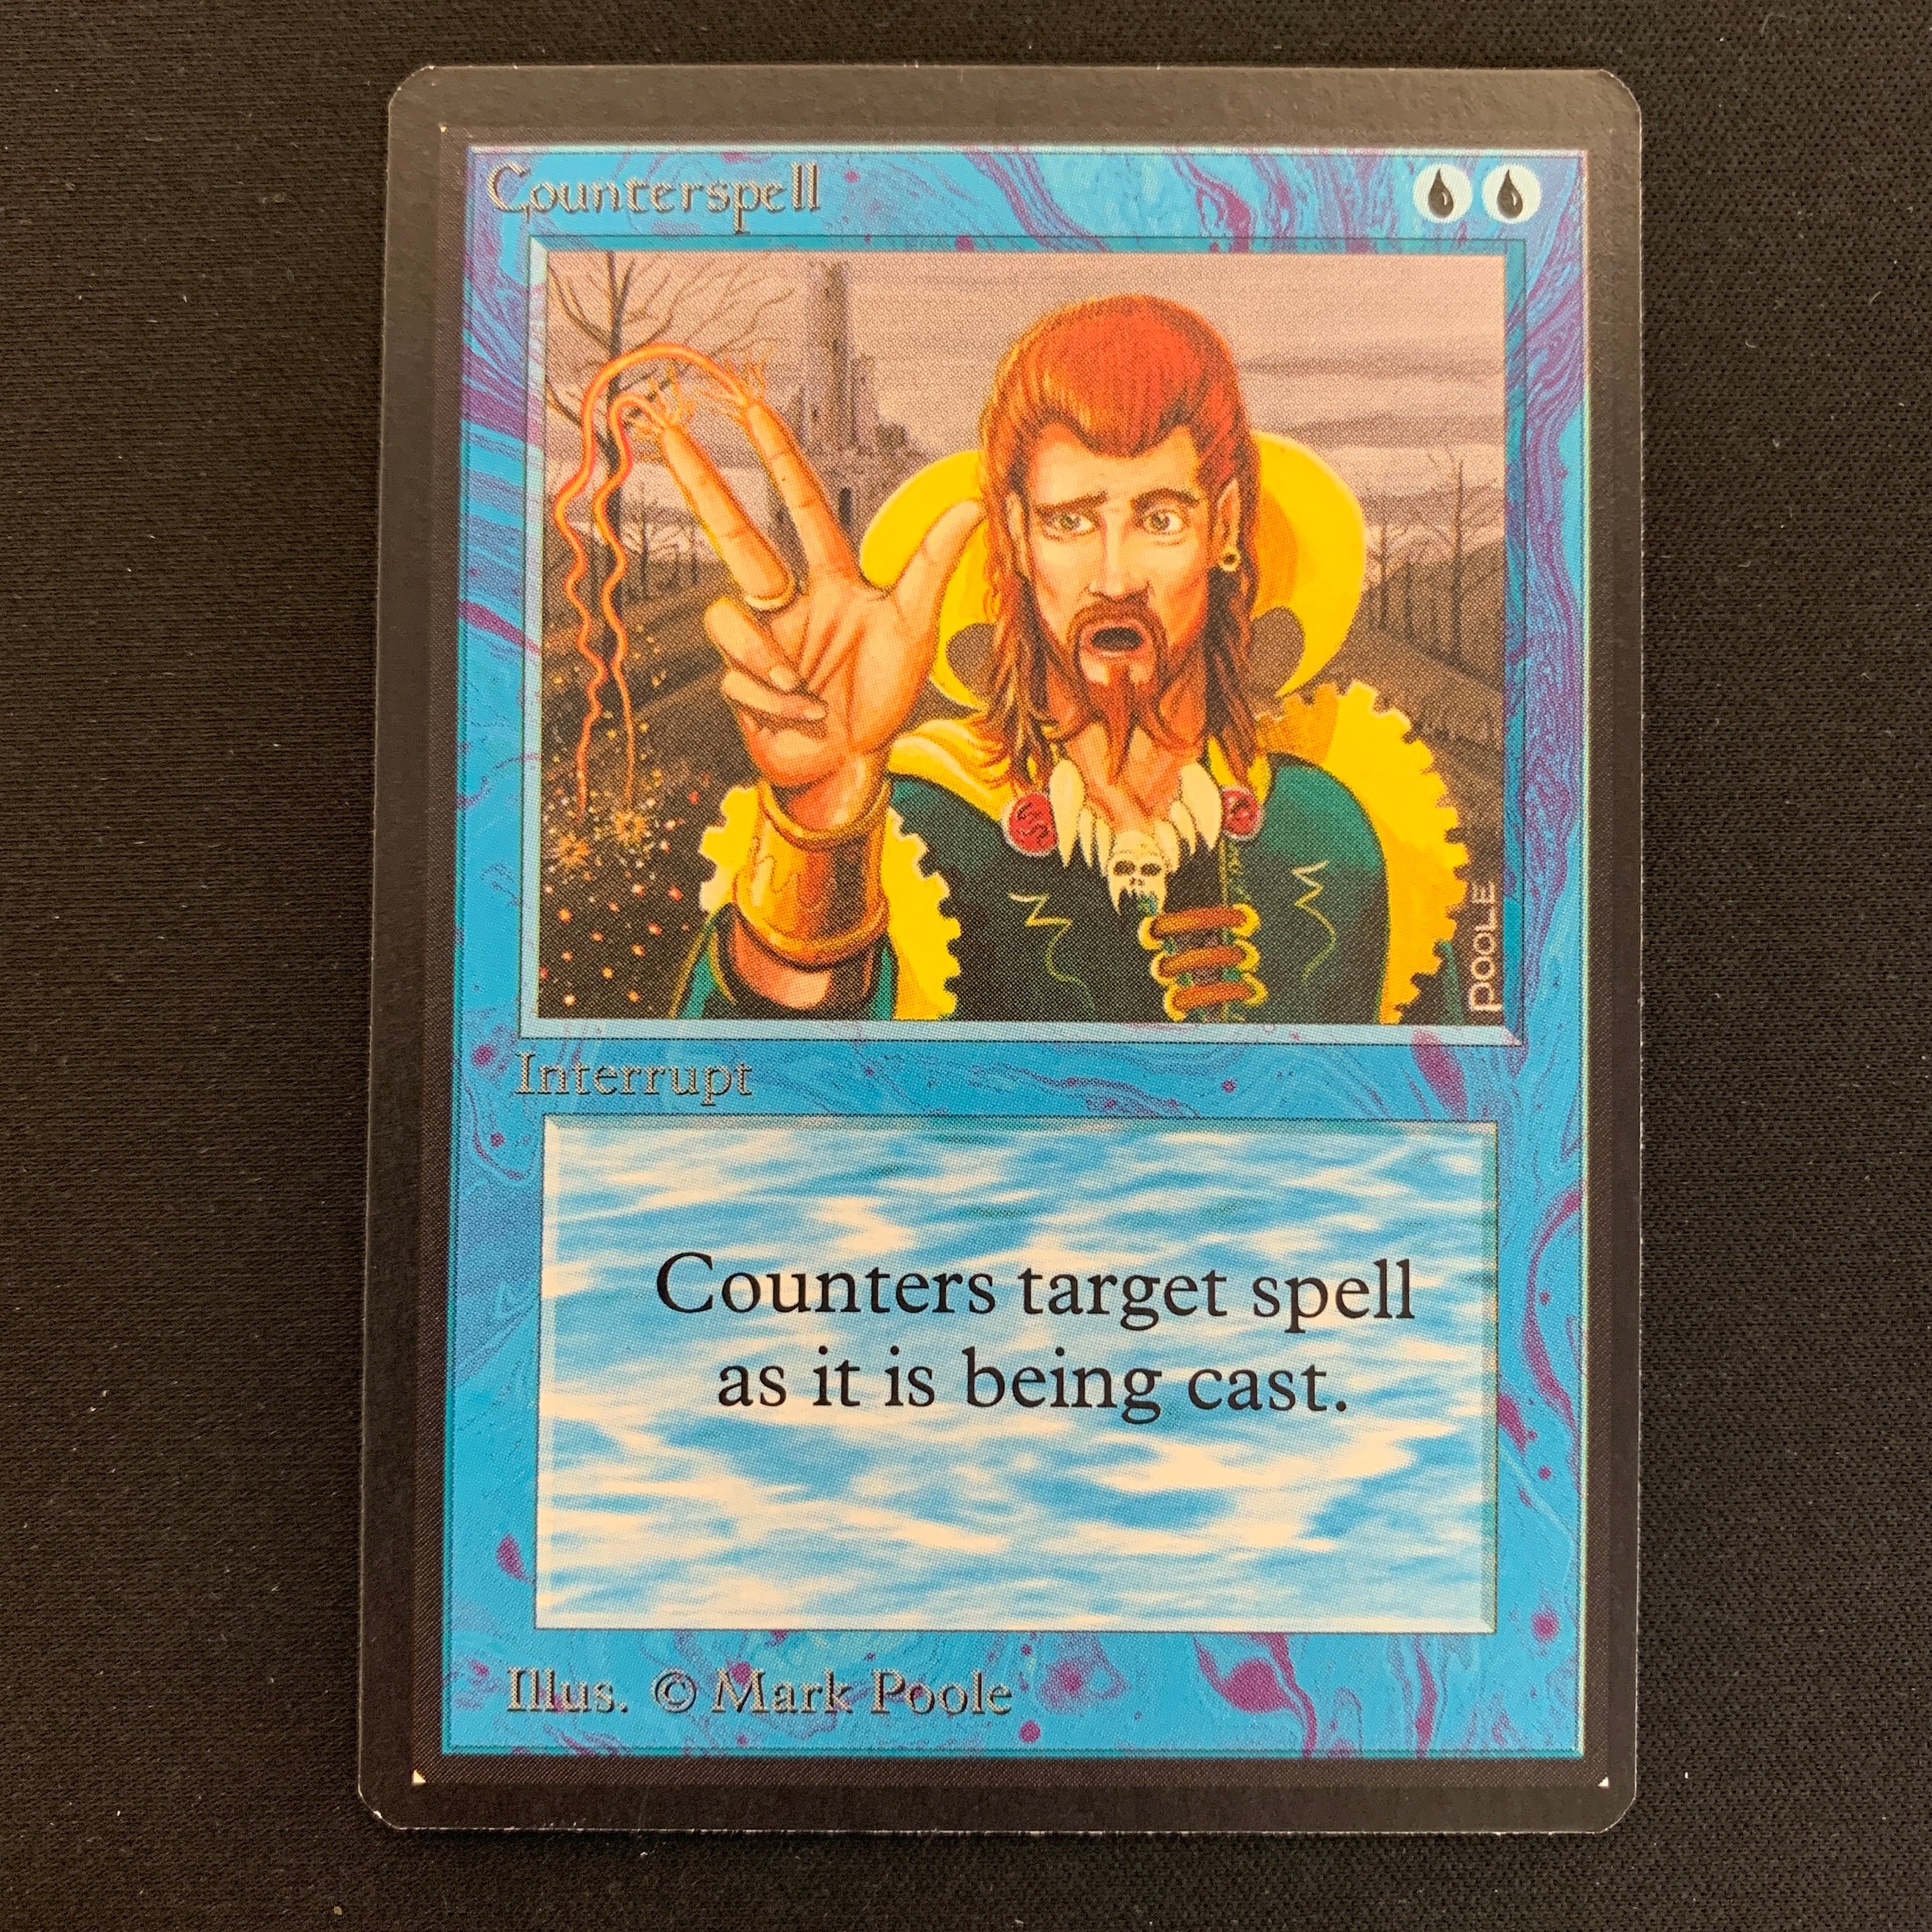 Counterspell
POOLE
Interrupt
Counters target spell
as it is being cast.
Illus. © Mark Poole